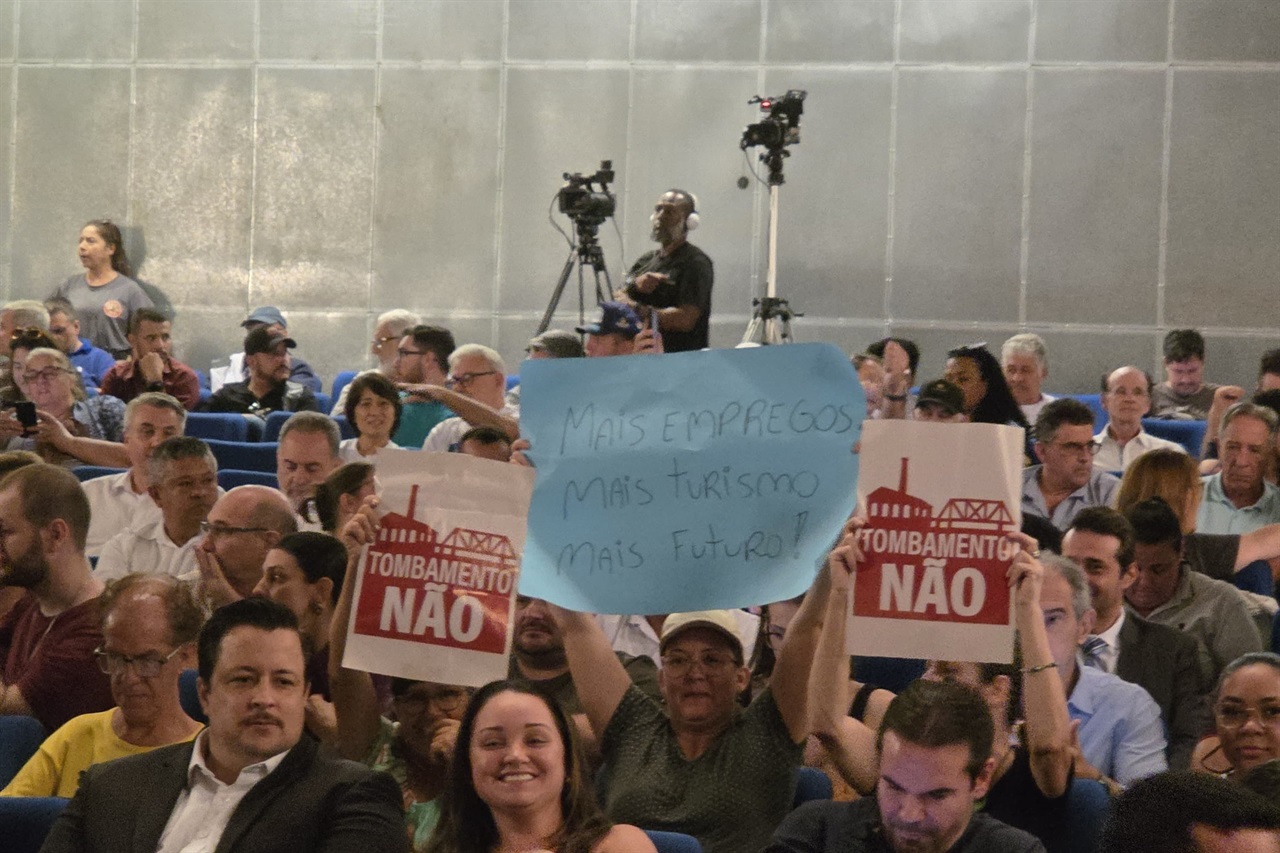 MAIS EMPREGOS
MAIS TURISMO
MAIS FUTURO!
TOMBAMENTO
NÃO
TOMBAMENTO
NÃO